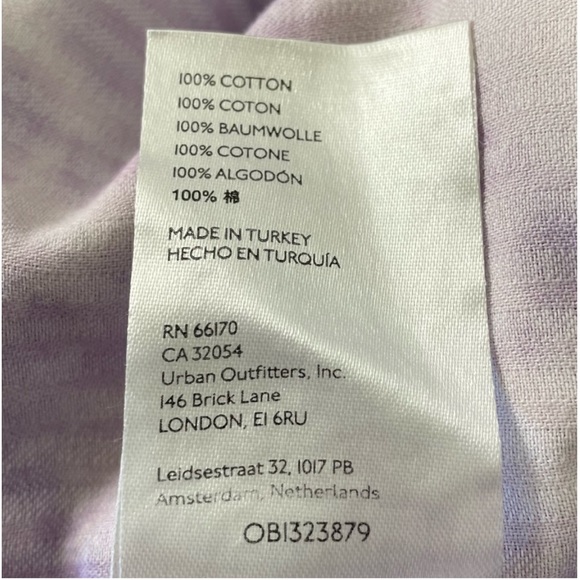 100% COTTON
100% COTON
100% BAUMWOLLE
100% COTONE
100% ALGODÓN
100% 棉
MADE IN TURKEY
HECHO EN TURQUÍA
RN 66170
CA 32054
Urban Outfitters, Inc.
146 Brick Lane
LONDON, E1 6RU
Leidsestraat 32, 1017 PB
Amsterdam, Netherlands
OB1323879